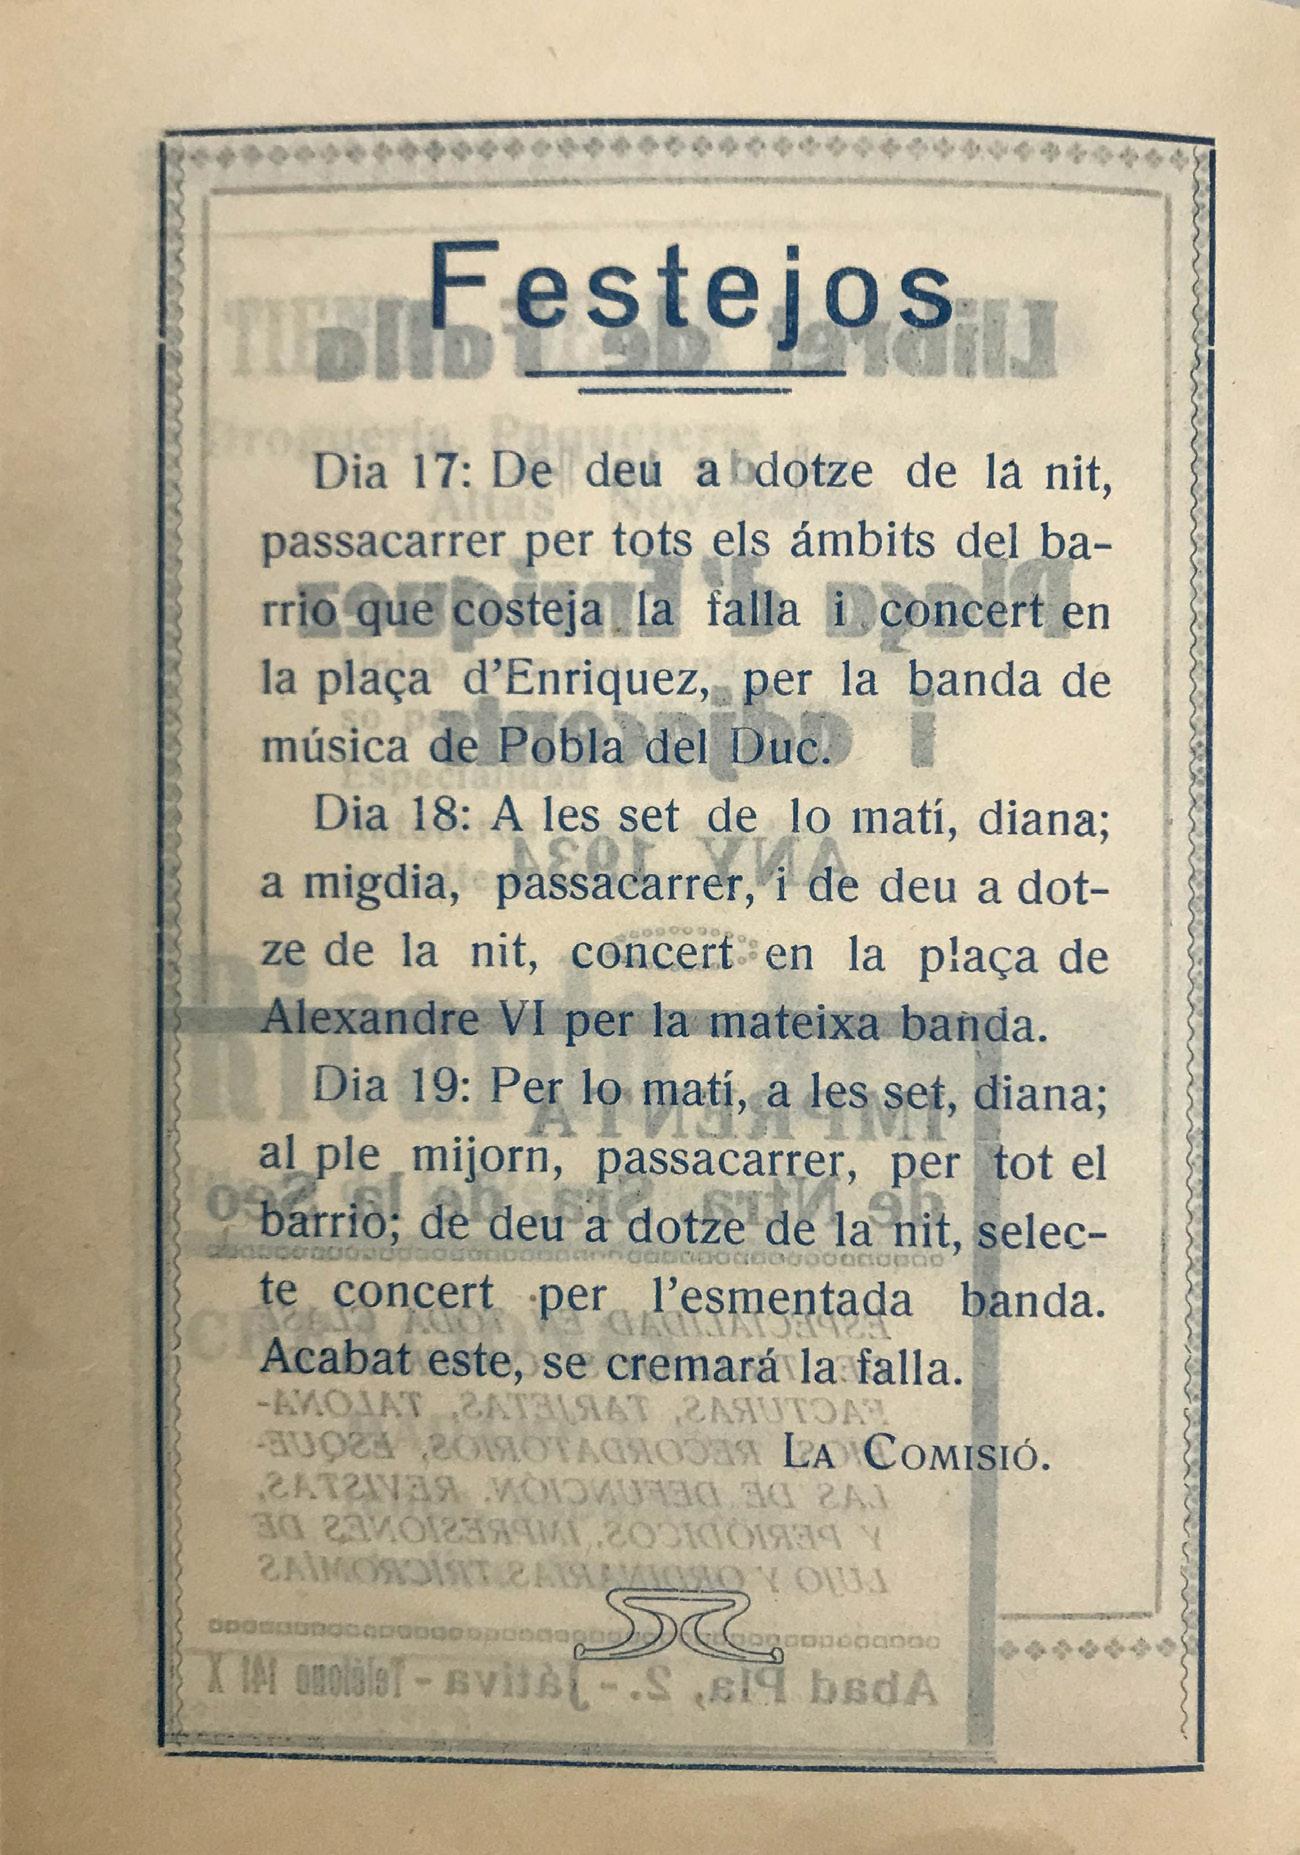 Festejos
Dia 17: De deu a dotze de la nit,
passacarrer per tots els ámbits del ba-
rrio que costeja la falla i concert en
la plaça d'Enriquez, per la banda de
música de Pobla del Duc.
Dia 18: A les set de lo matí, diana;
a migdia, passacarrer, i de deu a dot-
ze de la nit, concert en la plaça de
Alexandre VI per la mateixa banda.
Dia 19: Per lo matí, a les set, diana;
al ple mijorn, passacarrer, per tot el
barrio; de deu a dotze de la nit, selec-
te concert per l'esmentada banda.
Acabat este, se cremará la falla.
LA COMISIÓ.